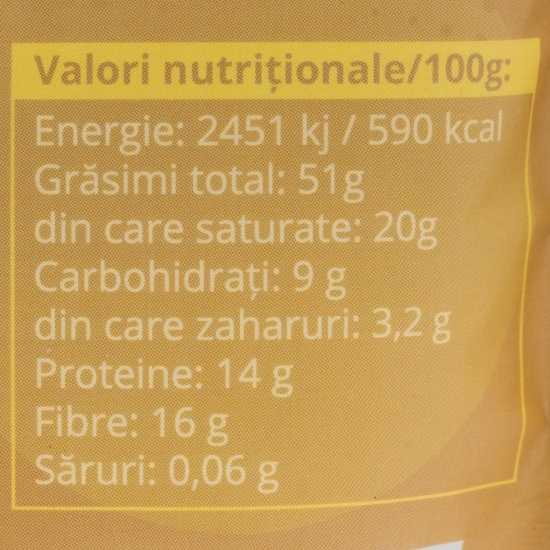 Valori nutriționale/100g:
Energie: 2451 kj / 590 kcal
Grăsimi total: 51g
din care saturate: 20g
Carbohidrați: 9 g
din care zaharuri: 3,2 g
Proteine: 14 g
Fibre: 16 g
Săruri: 0,06 g